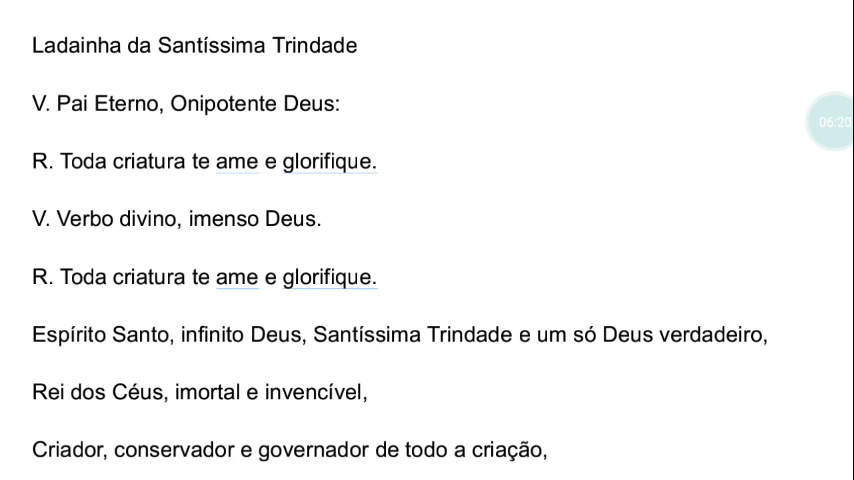 Ladainha da Santíssima Trindade
V. Pai Eterno, Onipotente Deus:
R. Toda criatura te ame e glorifique.
V. Verbo divino, imenso Deus.
R. Toda criatura te ame e glorifique.
Espírito Santo, infinito Deus, Santíssima Trindade e um só Deus verdadeiro,
Rei dos Céus, imortal e invencível,
Criador, conservador e governador de todo a criação,
06:20